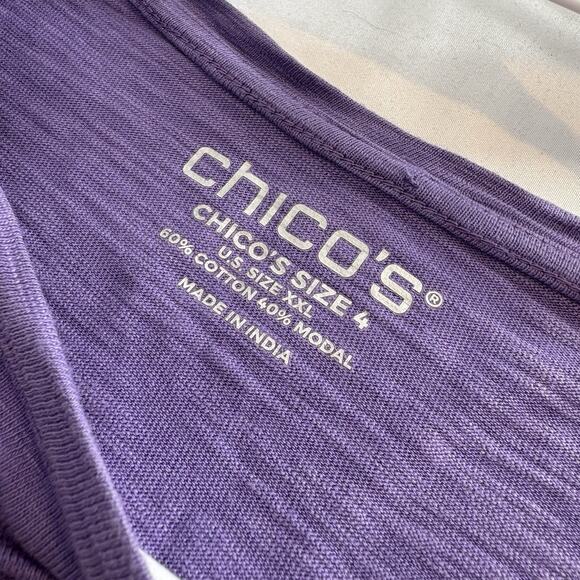 chico's®
CHICO'S SIZE 4
U.S. SIZE XXL
60% COTTON 40% MODAL
MADE IN INDIA